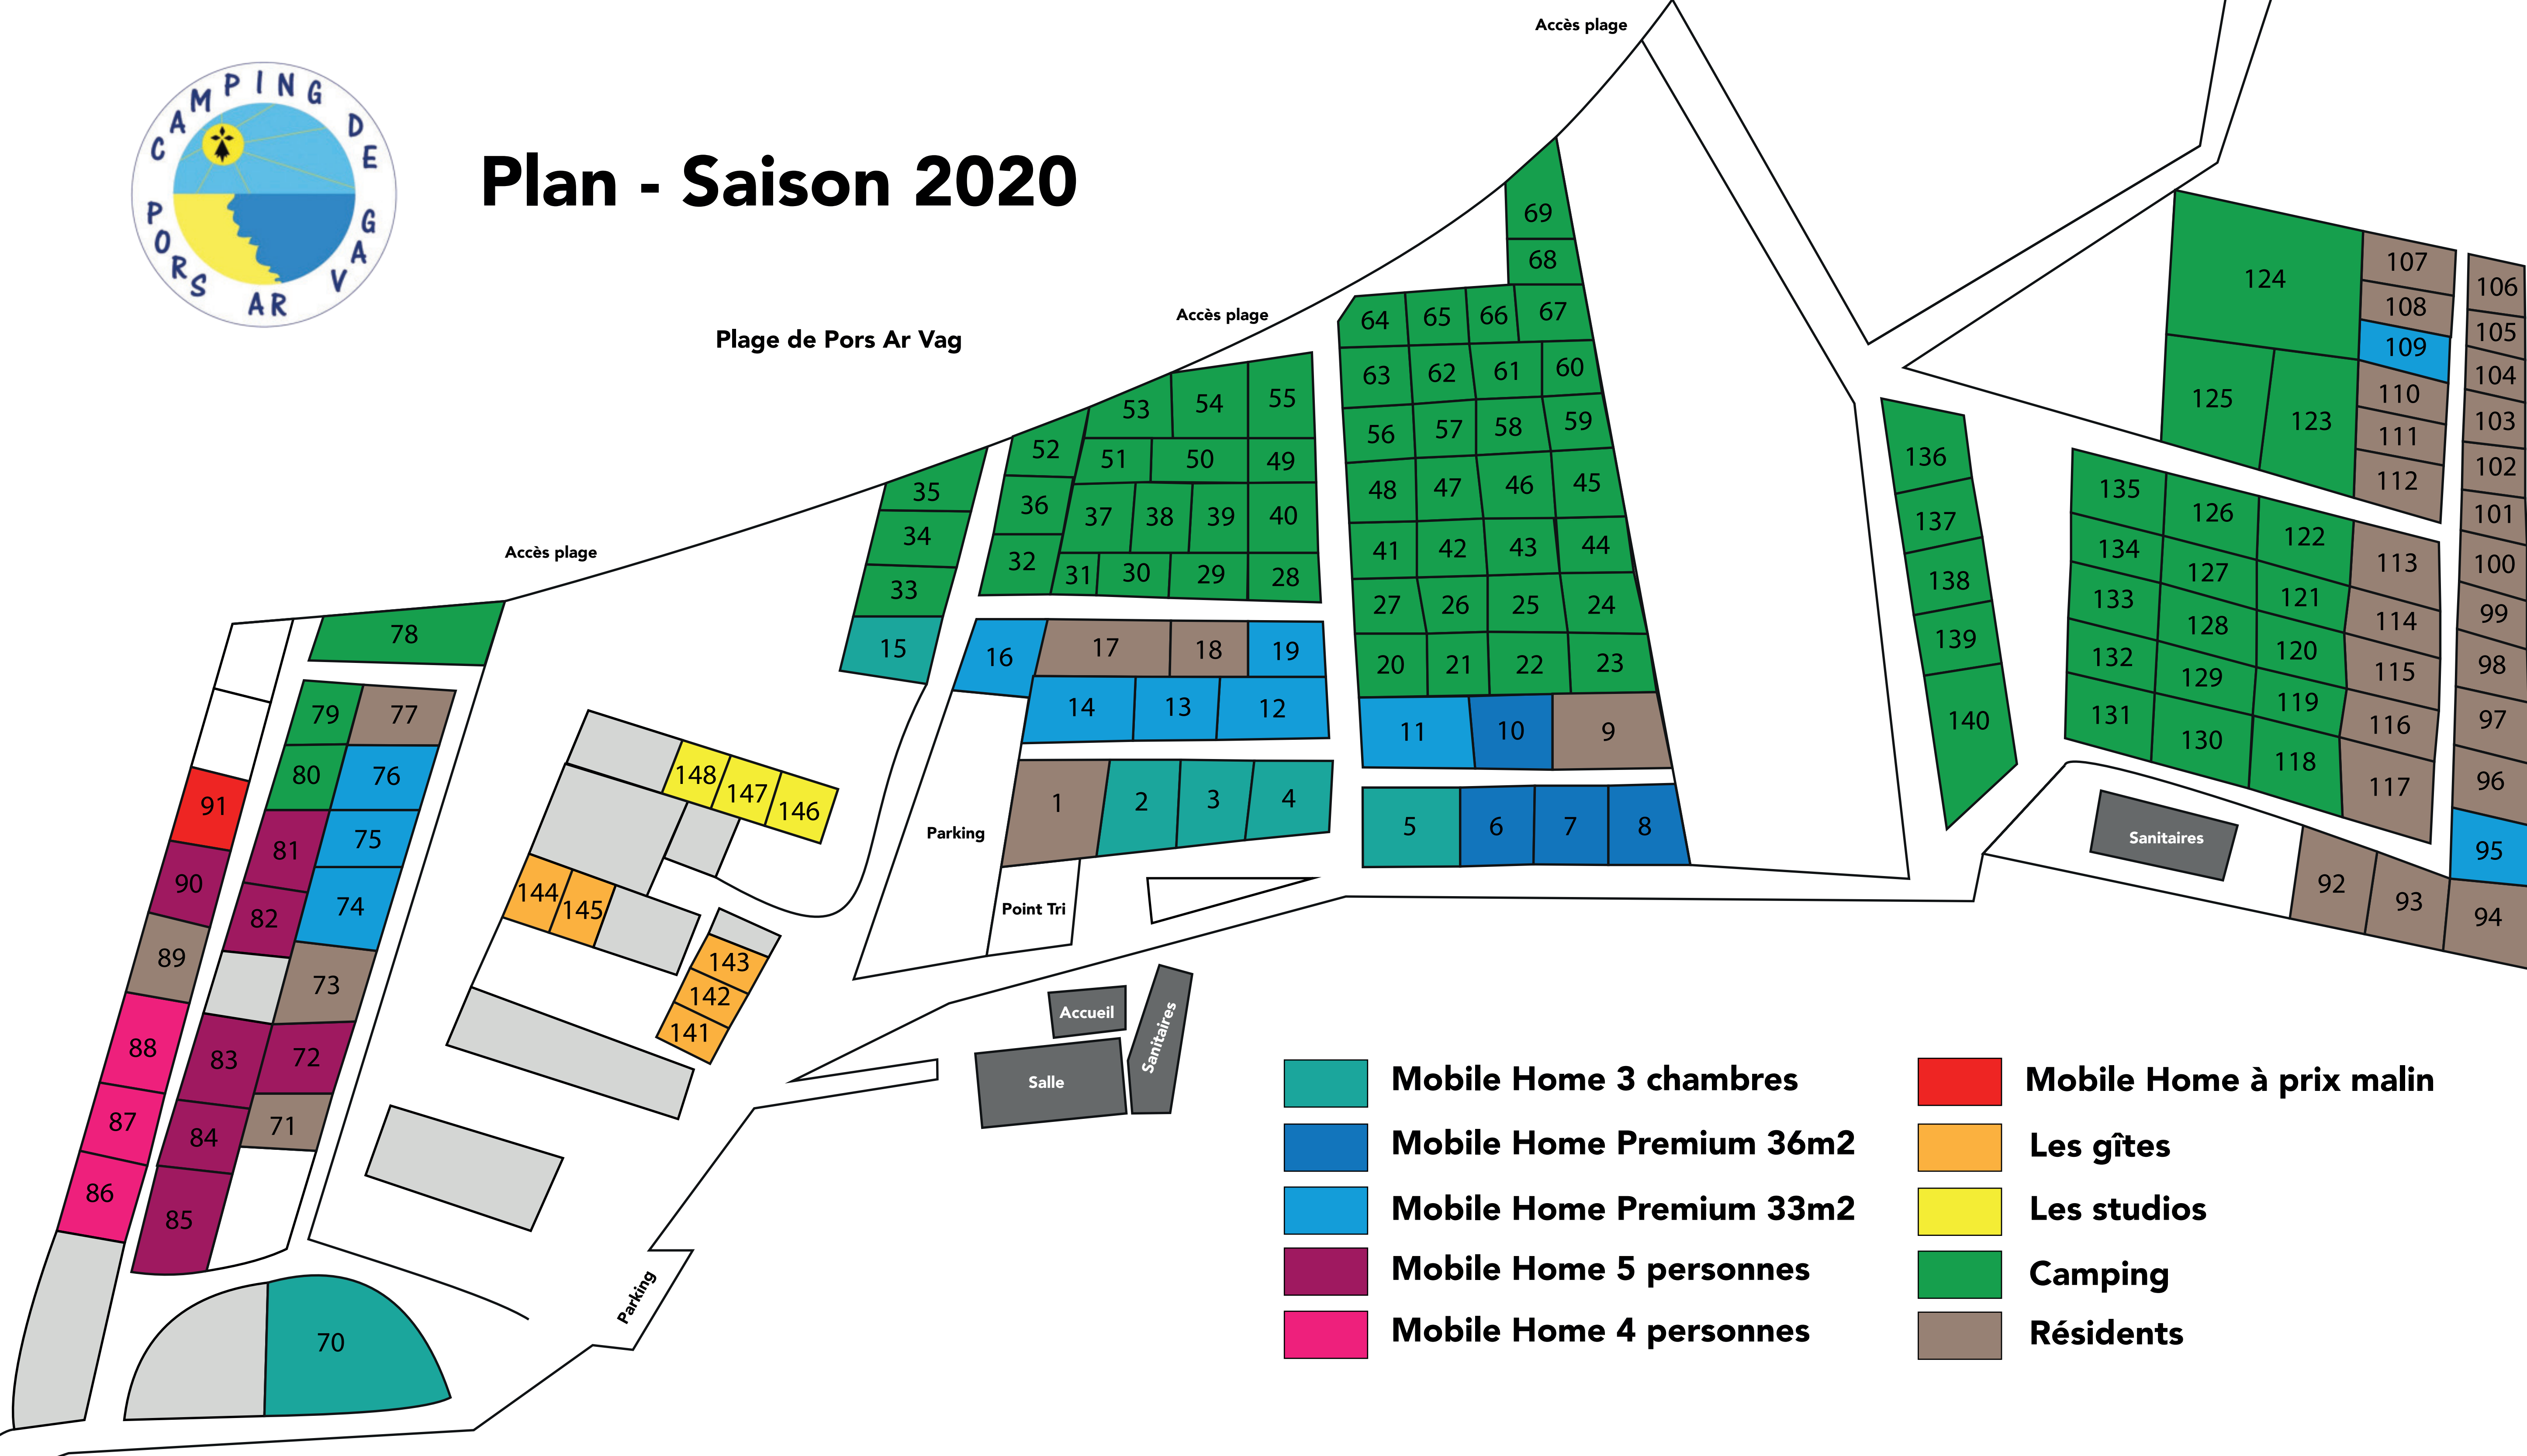 CAMPING DE PORS AR VAG
Plan - Saison 2020
Accès plage
Accès plage
Plage de Pors Ar Vag
Accès plage
69
68
64 65 66 67
63 62 61 60
56 57 58 59
48 47 46 45
41 42 43 44
27 26 25 24
20 21 22 23
11 10 9
5 6 7 8
53 54 55
52 51 50 49
36 37 38 39 40
32 31 30 29 28
35
34
33
15
16 17 18 19
14 13 12
1 2 3 4
Parking
Point Tri
78
79 77
80 76
81 75
82 74
73
83 72
84 71
85
91
90
89
88
87
86
70
148 147 146
144 145
143
142
141
Parking
Accueil
Salle
Sanitaires
136
137
138
139
140
124
125 123
107
108
109
110
111
112
106
105
104
103
102
101
100
99
98
97
96
95
94
135 126 122 113
134 127 121 114
133 128 120 115
132 129 119 116
131 130 118 117
Sanitaires
92 93
Mobile Home 3 chambres
Mobile Home Premium 36m2
Mobile Home Premium 33m2
Mobile Home 5 personnes
Mobile Home 4 personnes
Mobile Home à prix malin
Les gîtes
Les studios
Camping
Résidents